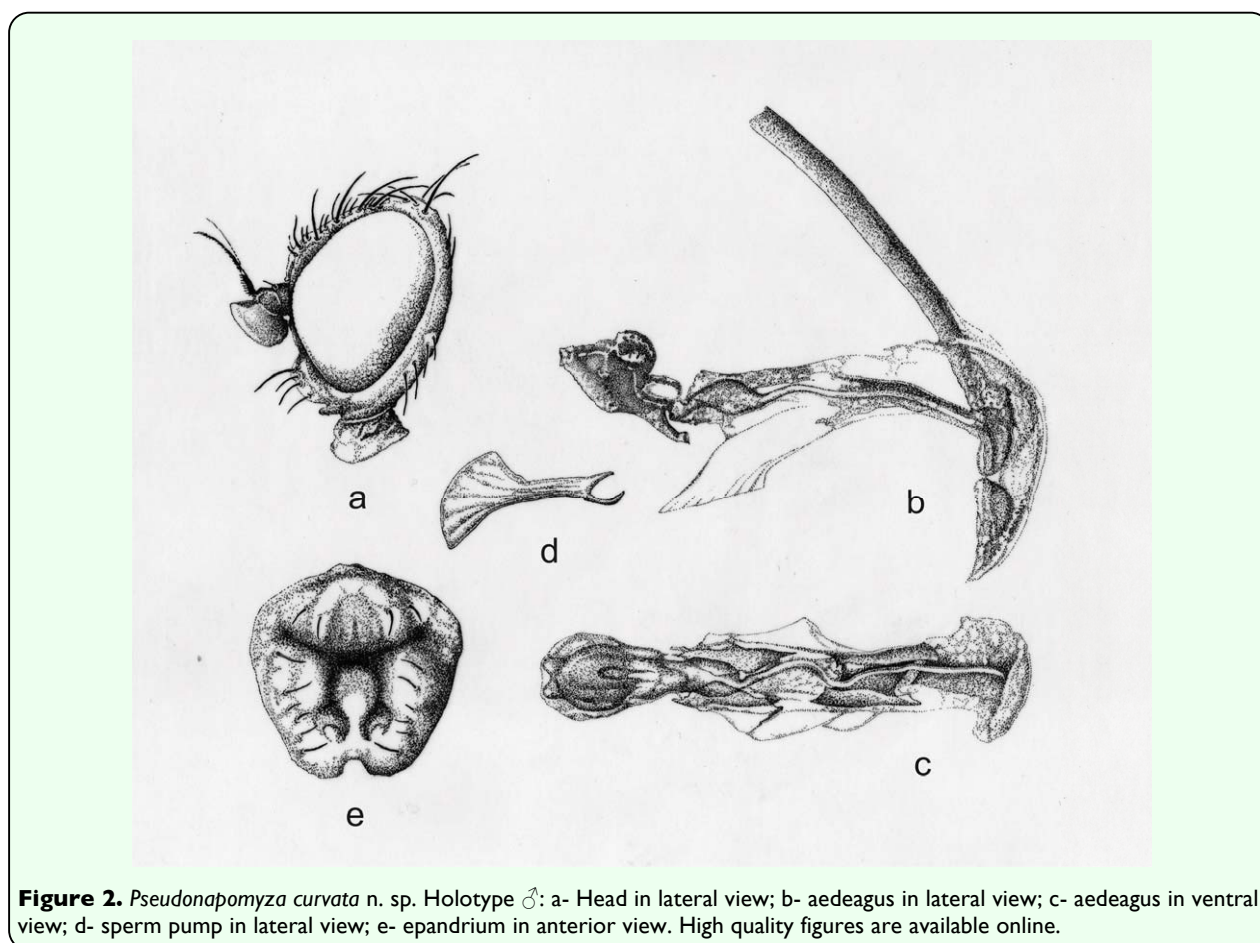 a
b
d
c
e
Figure 2. Pseudonapomyza curvata n. sp. Holotype ♂: a- Head in lateral view; b- aedeagus in lateral view; c- aedeagus in ventral
view; d- sperm pump in lateral view; e- epandrium in anterior view. High quality figures are available online.